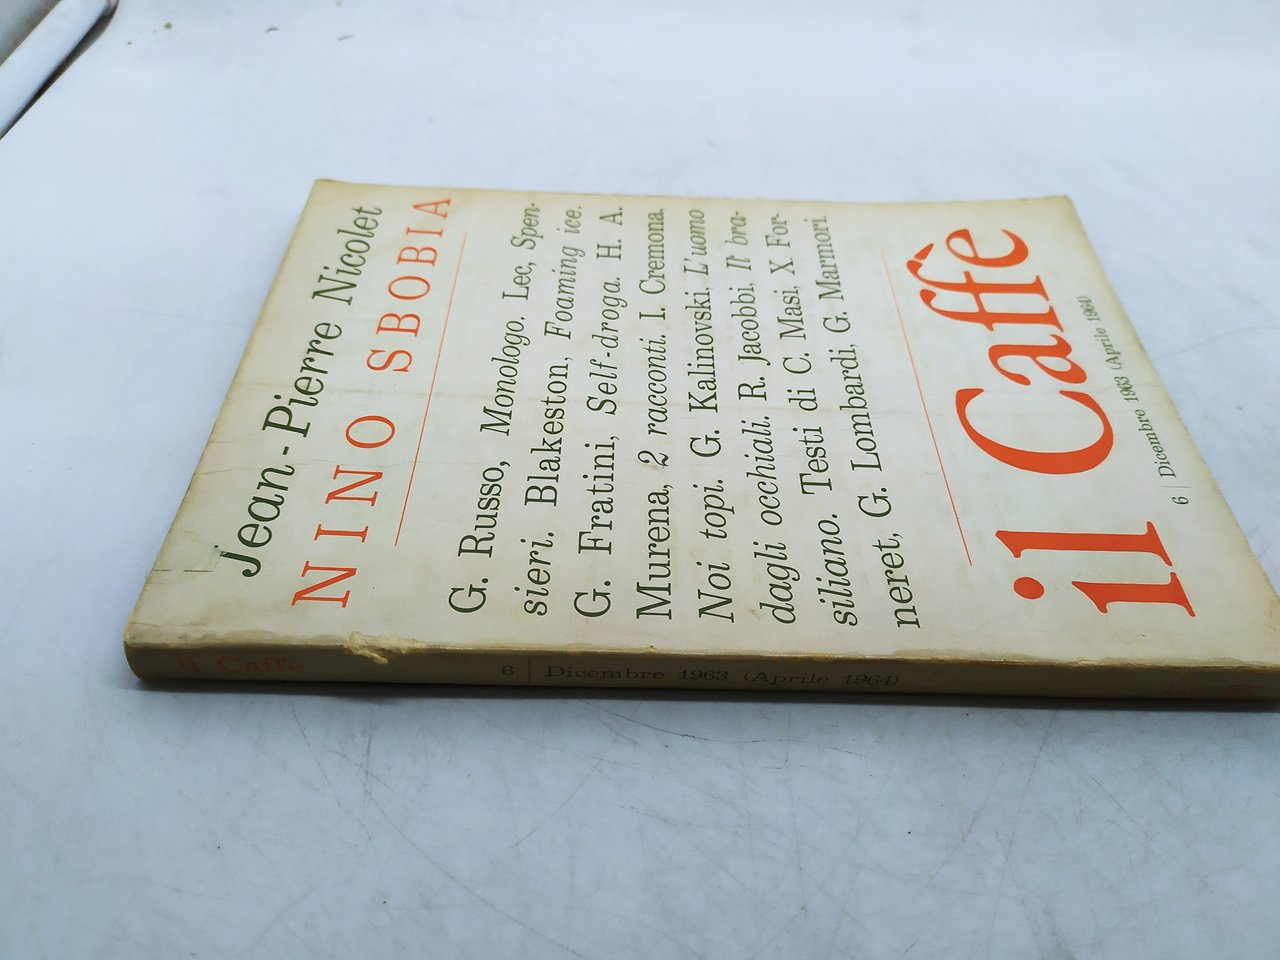 Jean-Pierre Nicolet
NINO SBOBIA
G. Russo, Monologo. Lec, Spen-
sieri. Blakeston, Foaming ice.
G. Fratini, Self-droga. H. A.
Murena, 2 racconti. I. Cremona,
Noi topi. G. Kalinovski, L'uomo
dagli occhiali. R. Jacobbi, Il bra-
siliano. Testi di C. Masi, X For-
neret, G. Lombardi, G. Marmori.
il Caffè
6 | Dicembre 1963 (Aprile 1964)
il Caffè 6 | Dicembre 1963 (Aprile 1964)